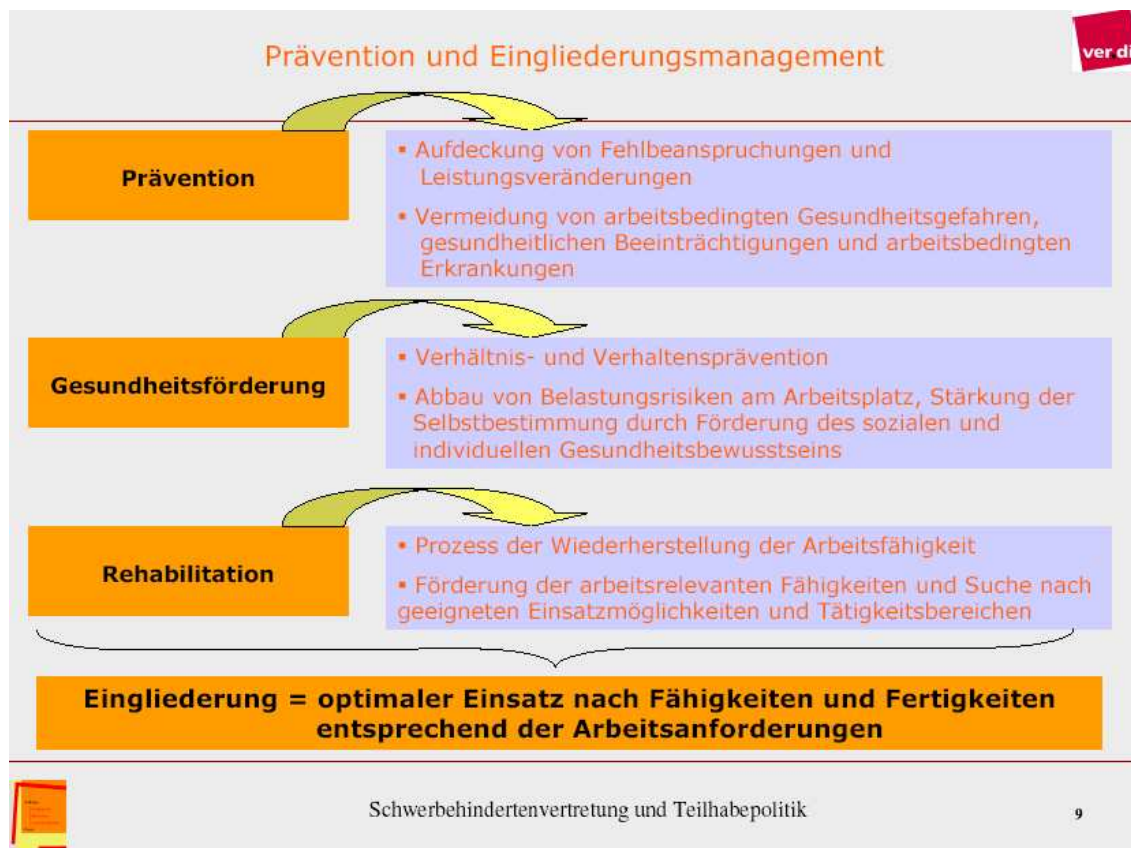 Prävention und Eingliederungsmanagement
ver.di
Prävention
▪ Aufdeckung von Fehlbeanspruchungen und
Leistungsveränderungen
▪ Vermeidung von arbeitsbedingten Gesundheitsgefahren,
gesundheitlichen Beeinträchtigungen und arbeitsbedingten
Erkrankungen
Gesundheitsförderung
▪ Verhältnis- und Verhaltensprävention
▪ Abbau von Belastungsrisiken am Arbeitsplatz, Stärkung der
Selbstbestimmung durch Förderung des sozialen und
individuellen Gesundheitsbewusstseins
Rehabilitation
▪ Prozess der Wiederherstellung der Arbeitsfähigkeit
▪ Förderung der arbeitsrelevanten Fähigkeiten und Suche nach
geeigneten Einsatzmöglichkeiten und Tätigkeitsbereichen
Eingliederung = optimaler Einsatz nach Fähigkeiten und Fertigkeiten
entsprechend der Arbeitsanforderungen
Schwerbehindertenvertretung und Teilhabepolitik
9